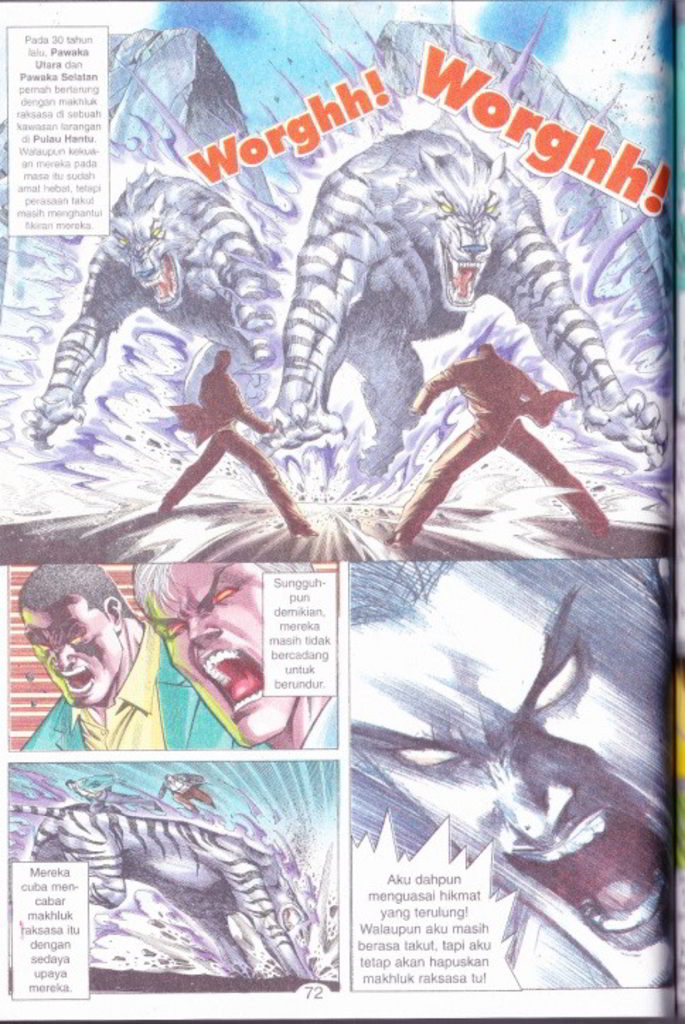 Pada 30 tahun
lalu, Pawaka
Utara dan
Pawaka Selatan
pernah bertarung
dengan makhluk
raksasa di sebuah
kawasan larangan
di Pulau Hantu.
Walaupun kekua-
an mereka pada
masa itu sudah
amat hebat, tetapi
perasaan takut
masih menghantui
fikiran mereka.
Worghh!
Worghh!
Sungguh-
pun
demikian,
mereka
masih tidak
bercadang
untuk
berundur.
Mereka
cuba men-
cabar
makhluk
raksasa itu
dengan
sedaya
upaya
mereka.
Aku dahpun
menguasai hikmat
yang terulung!
Walaupun aku masih
berasa takut, tapi aku
tetap akan hapuskan
makhluk raksasa tu!
72